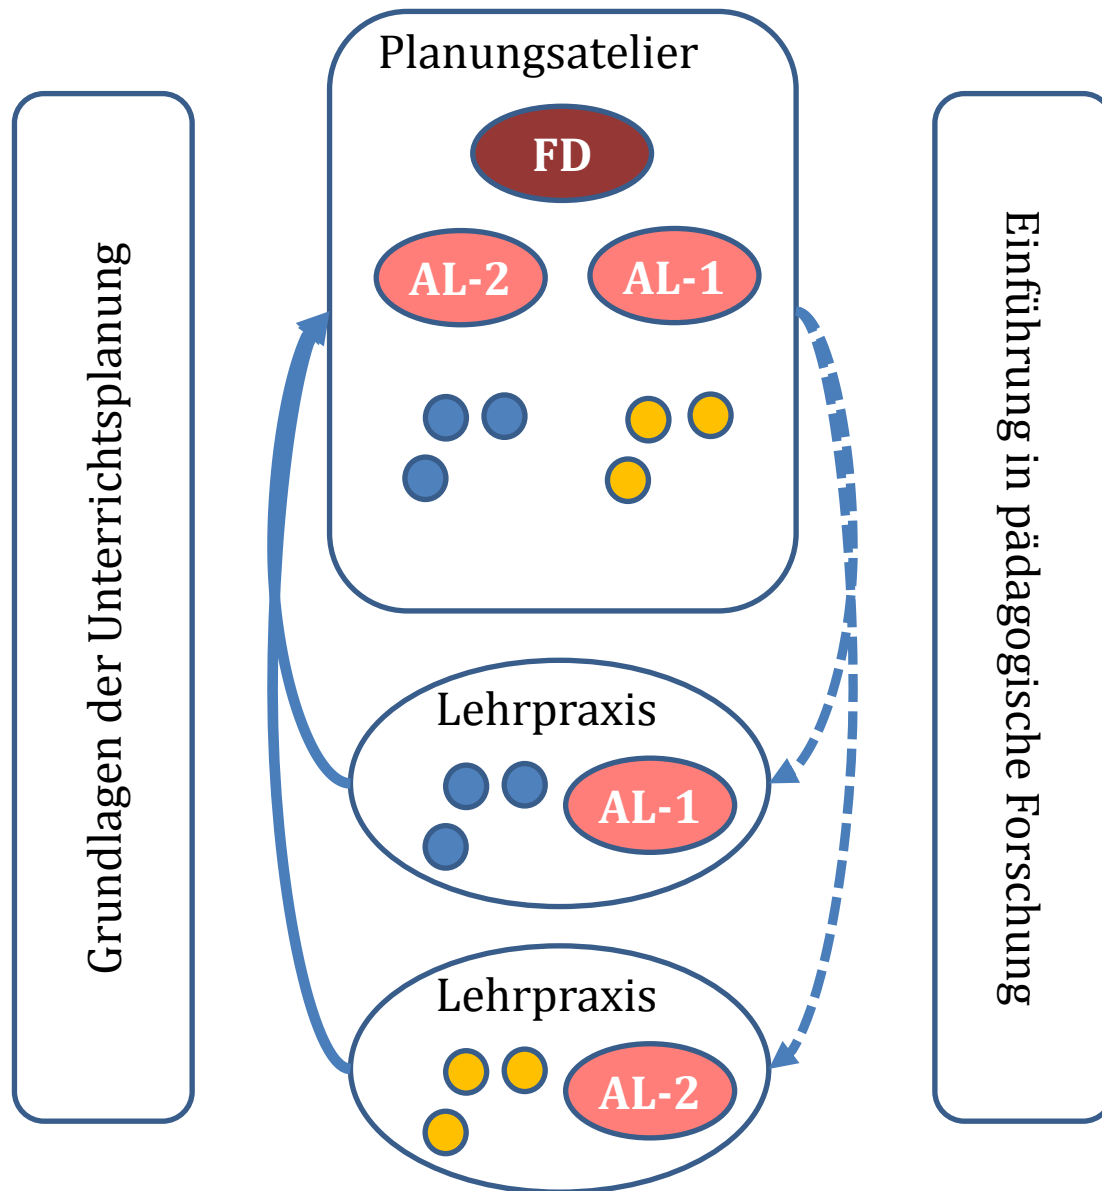 Planungsatelier
FD
AL-2
AL-1
Grundlagen der Unterrichtsplanung
Einführung in pädagogische Forschung
Lehrpraxis
AL-1
Lehrpraxis
AL-2